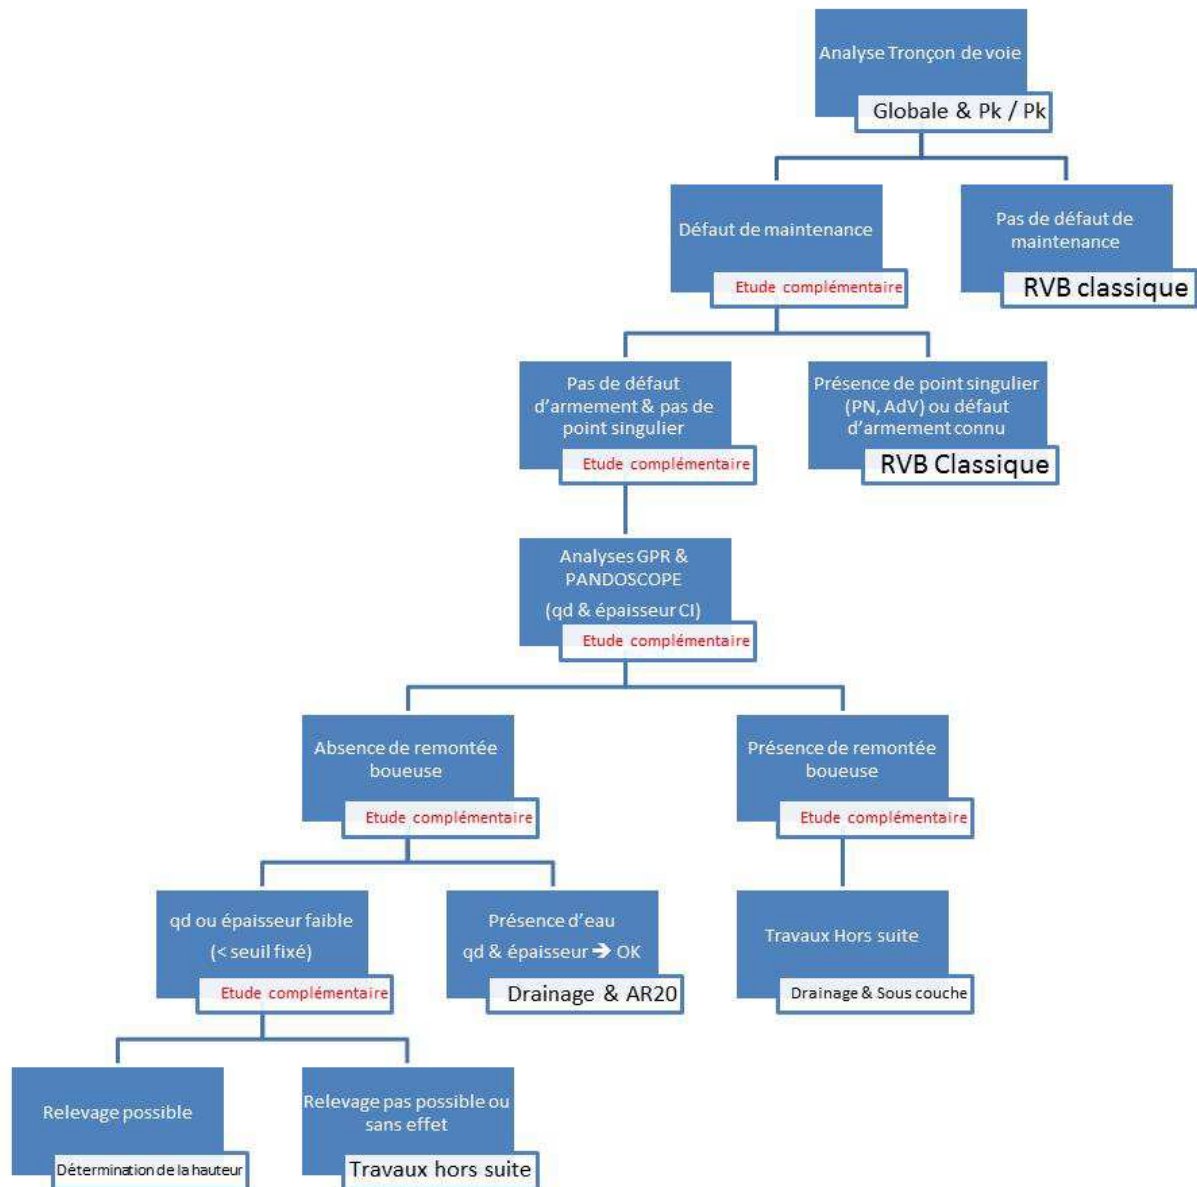 Analyse Tronçon de voie
Globale & Pk / Pk
Défaut de maintenance
Etude complémentaire
Pas de défaut de
maintenance
RVB classique
Pas de défaut
d'armement & pas de
point singulier
Etude complémentaire
Présence de point singulier
(PN, AdV) ou défaut
d'armement connu
RVB Classique
Analyses GPR &
PANDOSCOPE
(qd & épaisseur CI)
Etude complémentaire
Absence de remontée
boueuse
Etude complémentaire
Présence de remontée
boueuse
Etude complémentaire
qd ou épaisseur faible
(< seuil fixé)
Etude complémentaire
Présence d'eau
qd & épaisseur → OK
Drainage & AR20
Travaux Hors suite
Drainage & Sous couche
Relevage possible
Détermination de la hauteur
Relevage pas possible ou
sans effet
Travaux hors suite